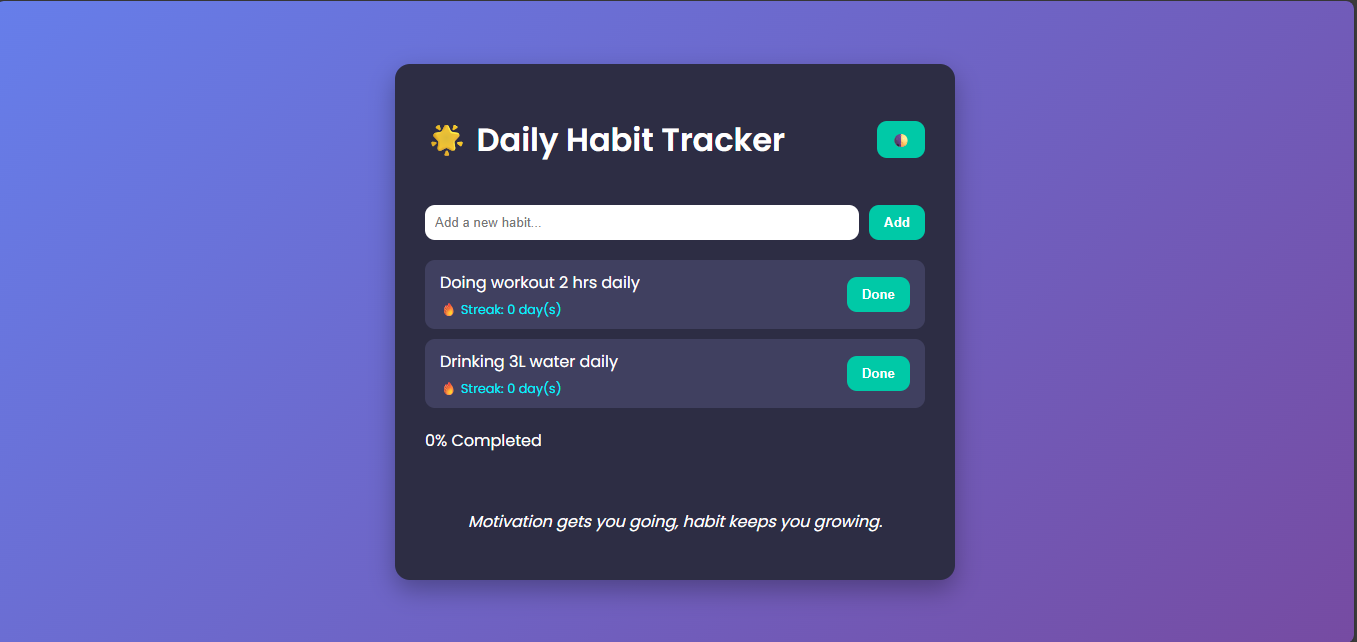 🌟 Daily Habit Tracker
Add a new habit...
Add
Doing workout 2 hrs daily
🔥 Streak: 0 day(s)
Done
Drinking 3L water daily
🔥 Streak: 0 day(s)
Done
0% Completed
Motivation gets you going, habit keeps you growing.